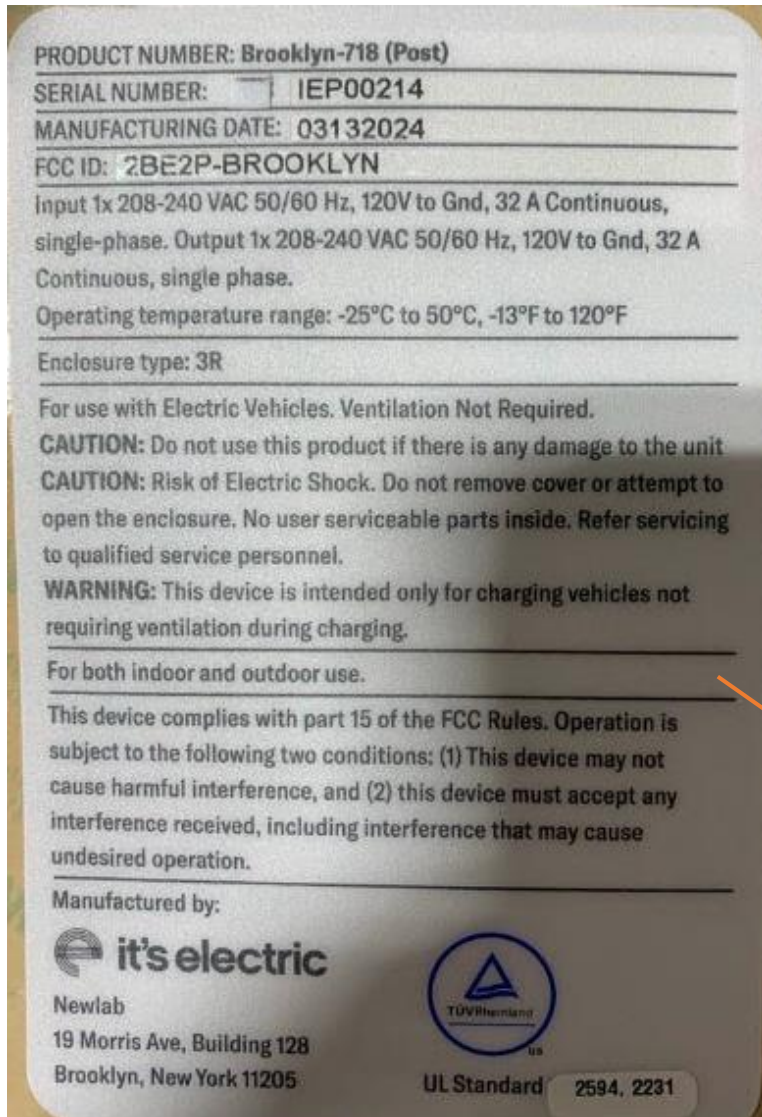 PRODUCT NUMBER: Brooklyn-718 (Post)
SERIAL NUMBER: IEP00214
MANUFACTURING DATE: 03132024
FCC ID: 2BE2P-BROOKLYN
Input 1x 208-240 VAC 50/60 Hz, 120V to Gnd, 32 A Continuous,
single-phase. Output 1x 208-240 VAC 50/60 Hz, 120V to Gnd, 32 A
Continuous, single phase.
Operating temperature range: -25°C to 50°C, -13°F to 120°F
Enclosure type: 3R
For use with Electric Vehicles. Ventilation Not Required.
CAUTION: Do not use this product if there is any damage to the unit
CAUTION: Risk of Electric Shock. Do not remove cover or attempt to
open the enclosure. No user serviceable parts inside. Refer servicing
to qualified service personnel.
WARNING: This device is intended only for charging vehicles not
requiring ventilation during charging.
For both indoor and outdoor use.
This device complies with part 15 of the FCC Rules. Operation is
subject to the following two conditions: (1) This device may not
cause harmful interference, and (2) this device must accept any
interference received, including interference that may cause
undesired operation.
Manufactured by:
it's electric
Newlab
19 Morris Ave, Building 128
Brooklyn, New York 11205
TÜVRheinland
us
UL Standard 2594, 2231